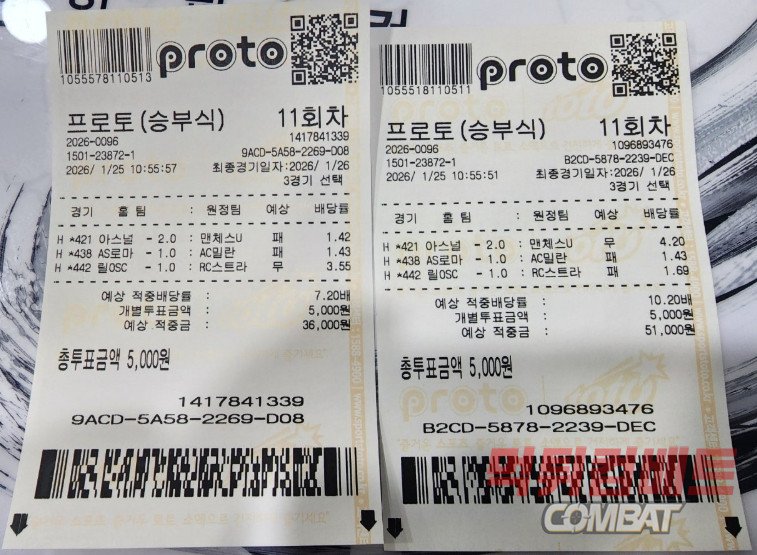 1055578110513
proto
프로토(승부식) 11회차
2026-0096 1417841339
1501-23872-1 9ACD-5A58-2269-D08
2026/ 1/25 10:55:57 최종경기일자:2026/ 1/26
3경기 선택
경기 홈 팀 : 원정팀 예상 배당률
H *421 아스널 - 2.0 : 맨체스U 패 1.42
H *438 AS로마 - 1.0 : AC밀란 패 1.43
H *442 릴OSC - 1.0 : RC스트라 무 3.55
예상 적중배당률 : 7.20배
개별투표금액 : 5,000원
예상 적중금 : 36,000원
총투표금액 5,000원
1417841339
9ACD-5A58-2269-D08
1055518110511
proto
프로토(승부식) 11회차
2026-0096 1096893476
1501-23872-1 B2CD-5878-2239-DEC
2026/ 1/25 10:55:51 최종경기일자:2026/ 1/26
3경기 선택
경기 홈 팀 : 원정팀 예상 배당률
H *421 아스널 - 2.0 : 맨체스U 무 4.20
H *438 AS로마 - 1.0 : AC밀란 패 1.43
H *442 릴OSC - 1.0 : RC스트라 패 1.69
예상 적중배당률 : 10.20배
개별투표금액 : 5,000원
예상 적중금 : 51,000원
총투표금액 5,000원
proto
1096893476
B2CD-5878-2239-DEC
COMBAT